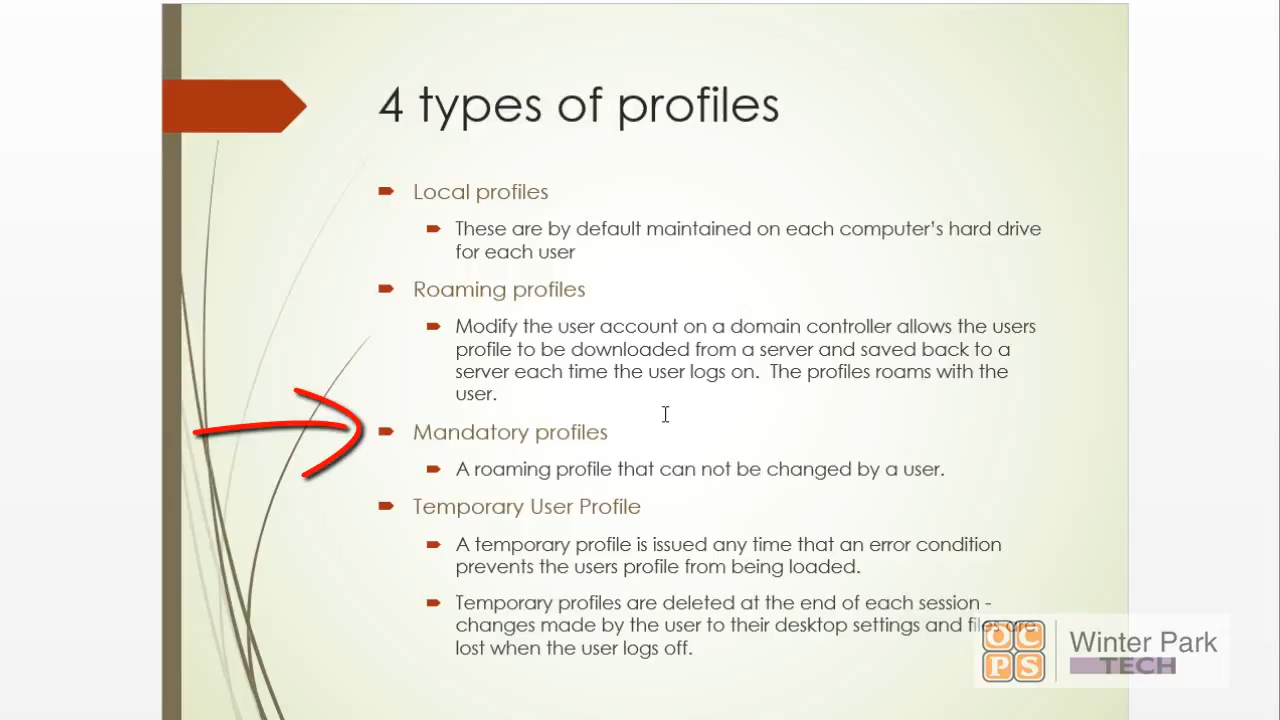 4 types of profiles
Local profiles
These are by default maintained on each computer's hard drive
for each user
Roaming profiles
Modify the user account on a domain controller allows the users
profile to be downloaded from a server and saved back to a
server each time the user logs on.  The profiles roams with the
user.
Mandatory profiles
A roaming profile that can not be changed by a user.
Temporary User Profile
A temporary profile is issued any time that an error condition
prevents the users profile from being loaded.
Temporary profiles are deleted at the end of each session -
changes made by the user to their desktop settings and files are
lost when the user logs off.
OC
PS
Winter Park
TECH